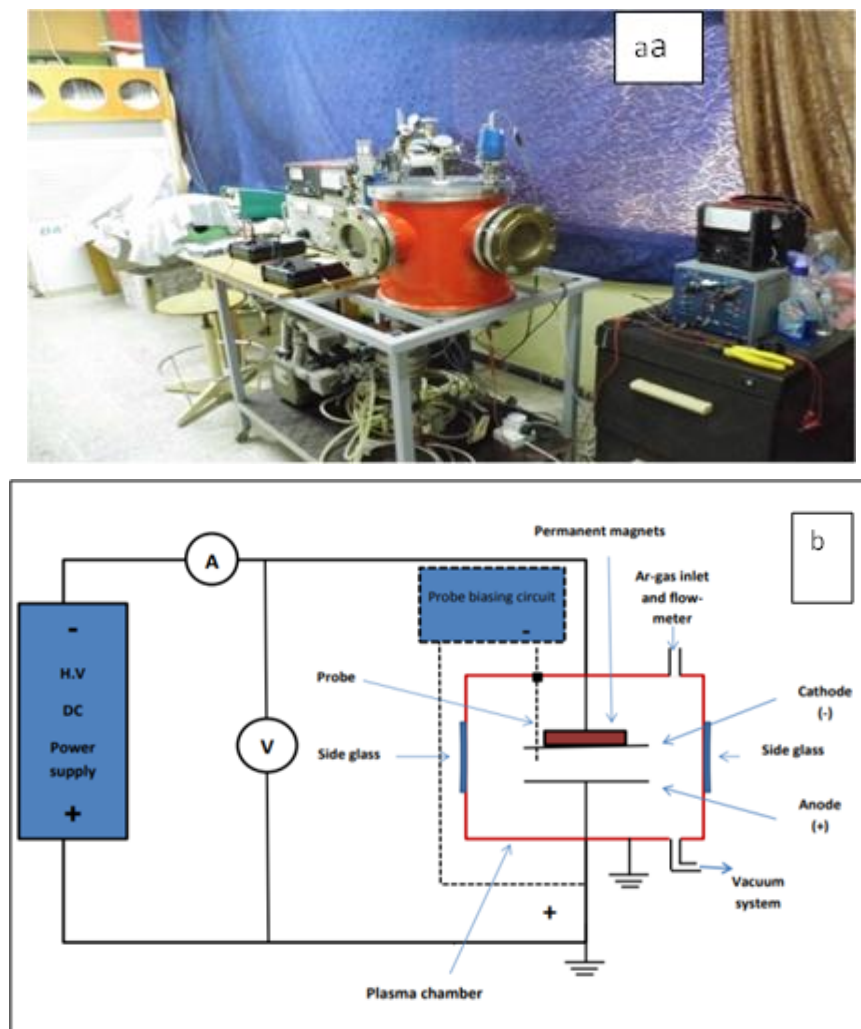 aa
b
Permanent magnets
Ar-gas inlet
and flow-
meter
A
Probe biasing circuit
-
-
H.V
DC
Power
supply
+
Probe
Cathode
(-)
V
Side glass
Side glass
Anode
(+)
Vacuum
system
+
Plasma chamber